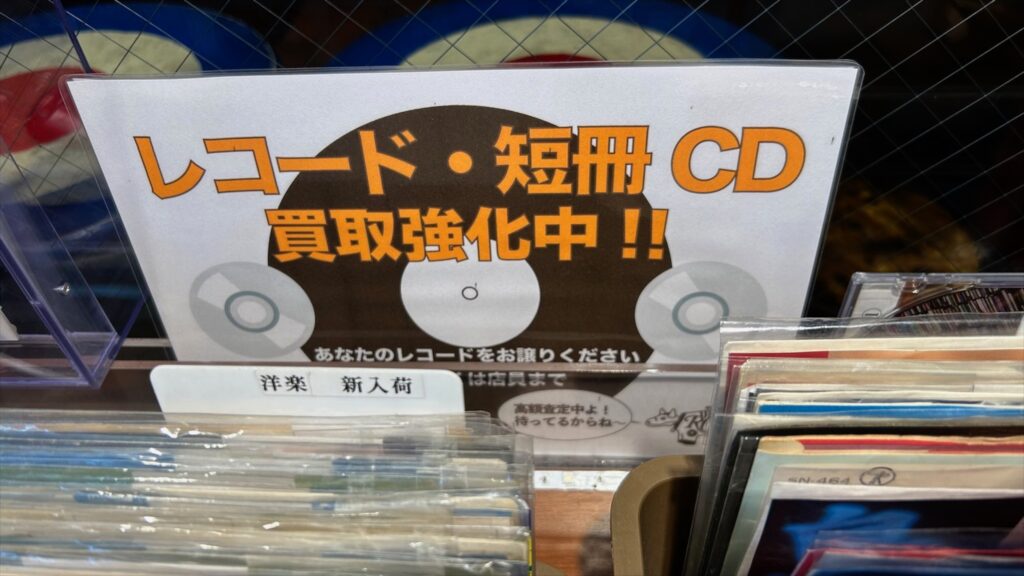 レコード・短冊 CD
買取強化中 !!
あなたのレコードをお譲りください
は店員まで
洋楽 新入荷
高額査定中よ！
待ってるからね～
SN-464